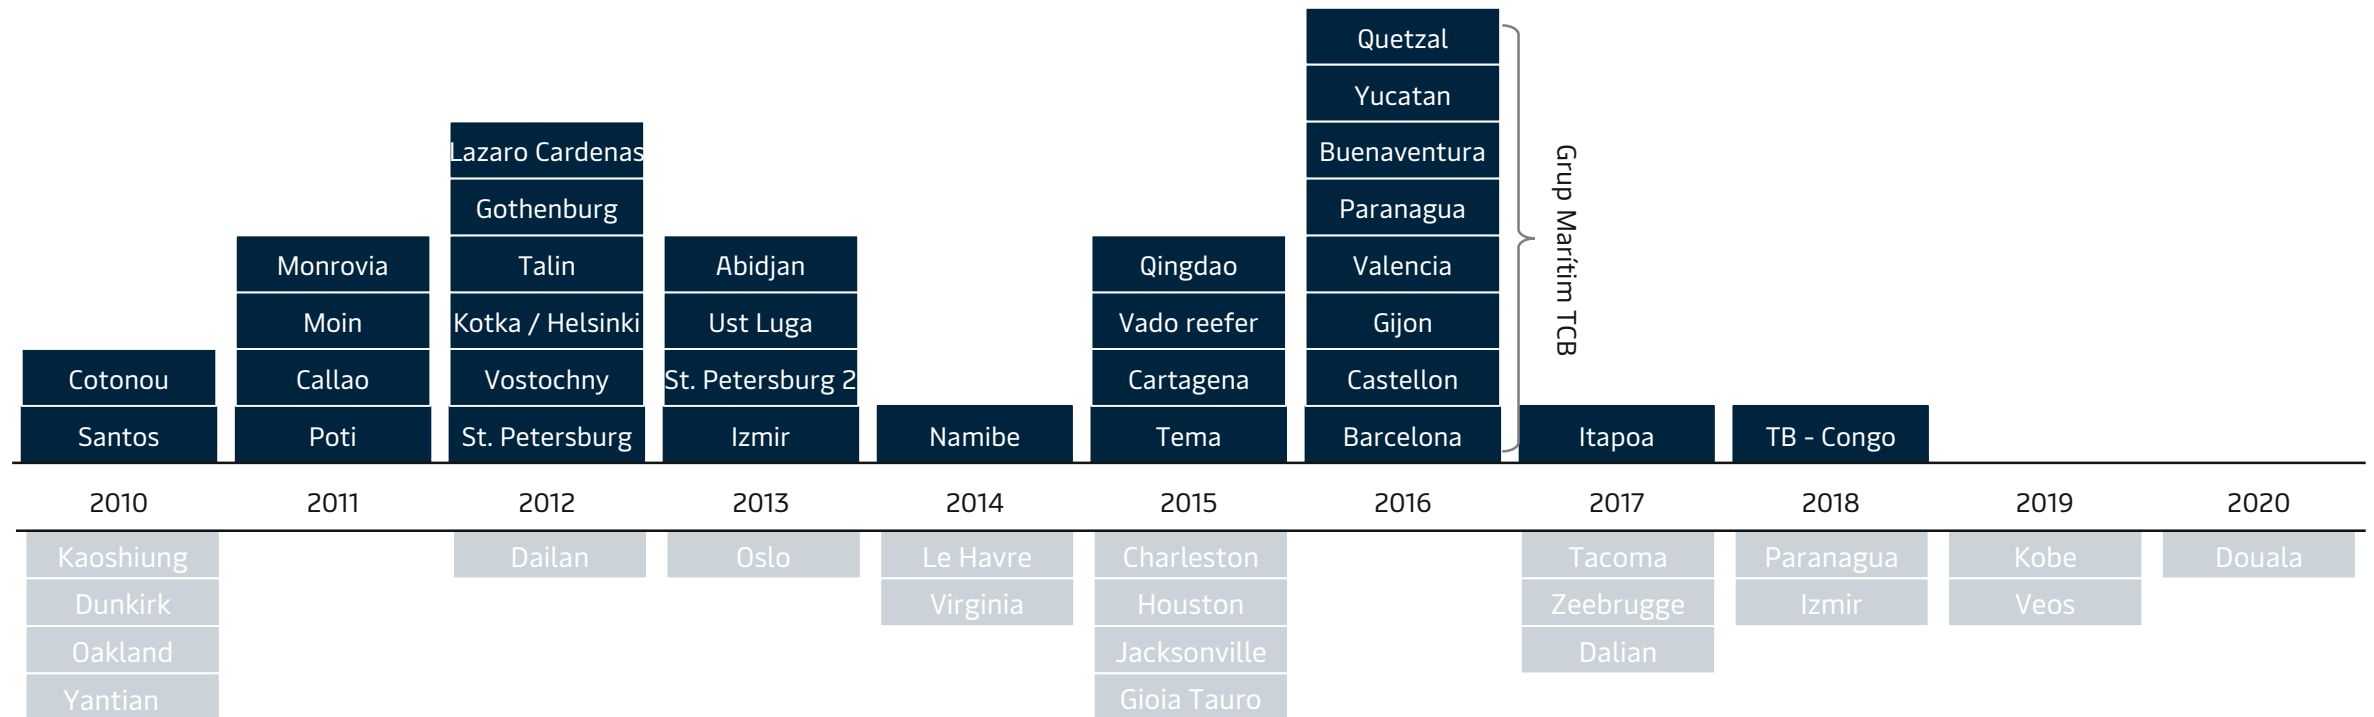 Quetzal
Yucatan
Lazaro Cardenas Buenaventura
Gothenburg Paranagua
Monrovia Talin Abidjan Qingdao Valencia
Moin Kotka / Helsinki Ust Luga Vado reefer Gijon
Cotonou Callao Vostochny St. Petersburg 2 Cartagena Castellon
Santos Poti St. Petersburg Izmir Namibe Tema Barcelona Itapoa TB - Congo
Grup Marítim TCB
2010 2011 2012 2013 2014 2015 2016 2017 2018 2019 2020
Kaoshiung Dailan Oslo Le Havre Charleston Tacoma Paranagua Kobe Douala
Dunkirk Virginia Houston Zeebrugge Izmir Veos
Oakland Jacksonville Dalian
Yantian Gioia Tauro